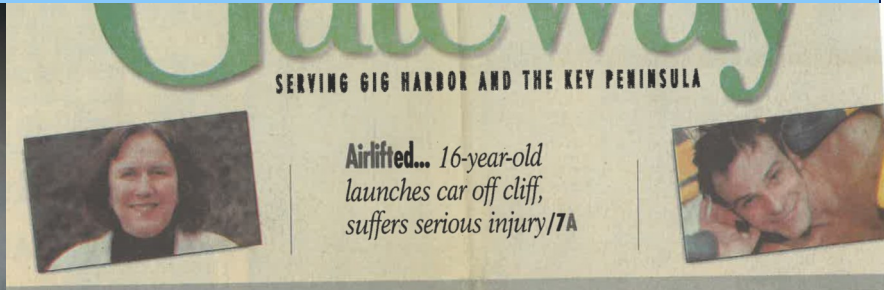 Gateway
SERVING GIG HARBOR AND THE KEY PENINSULA
Airlifted... 16-year-old
launches car off cliff,
suffers serious injury/7A